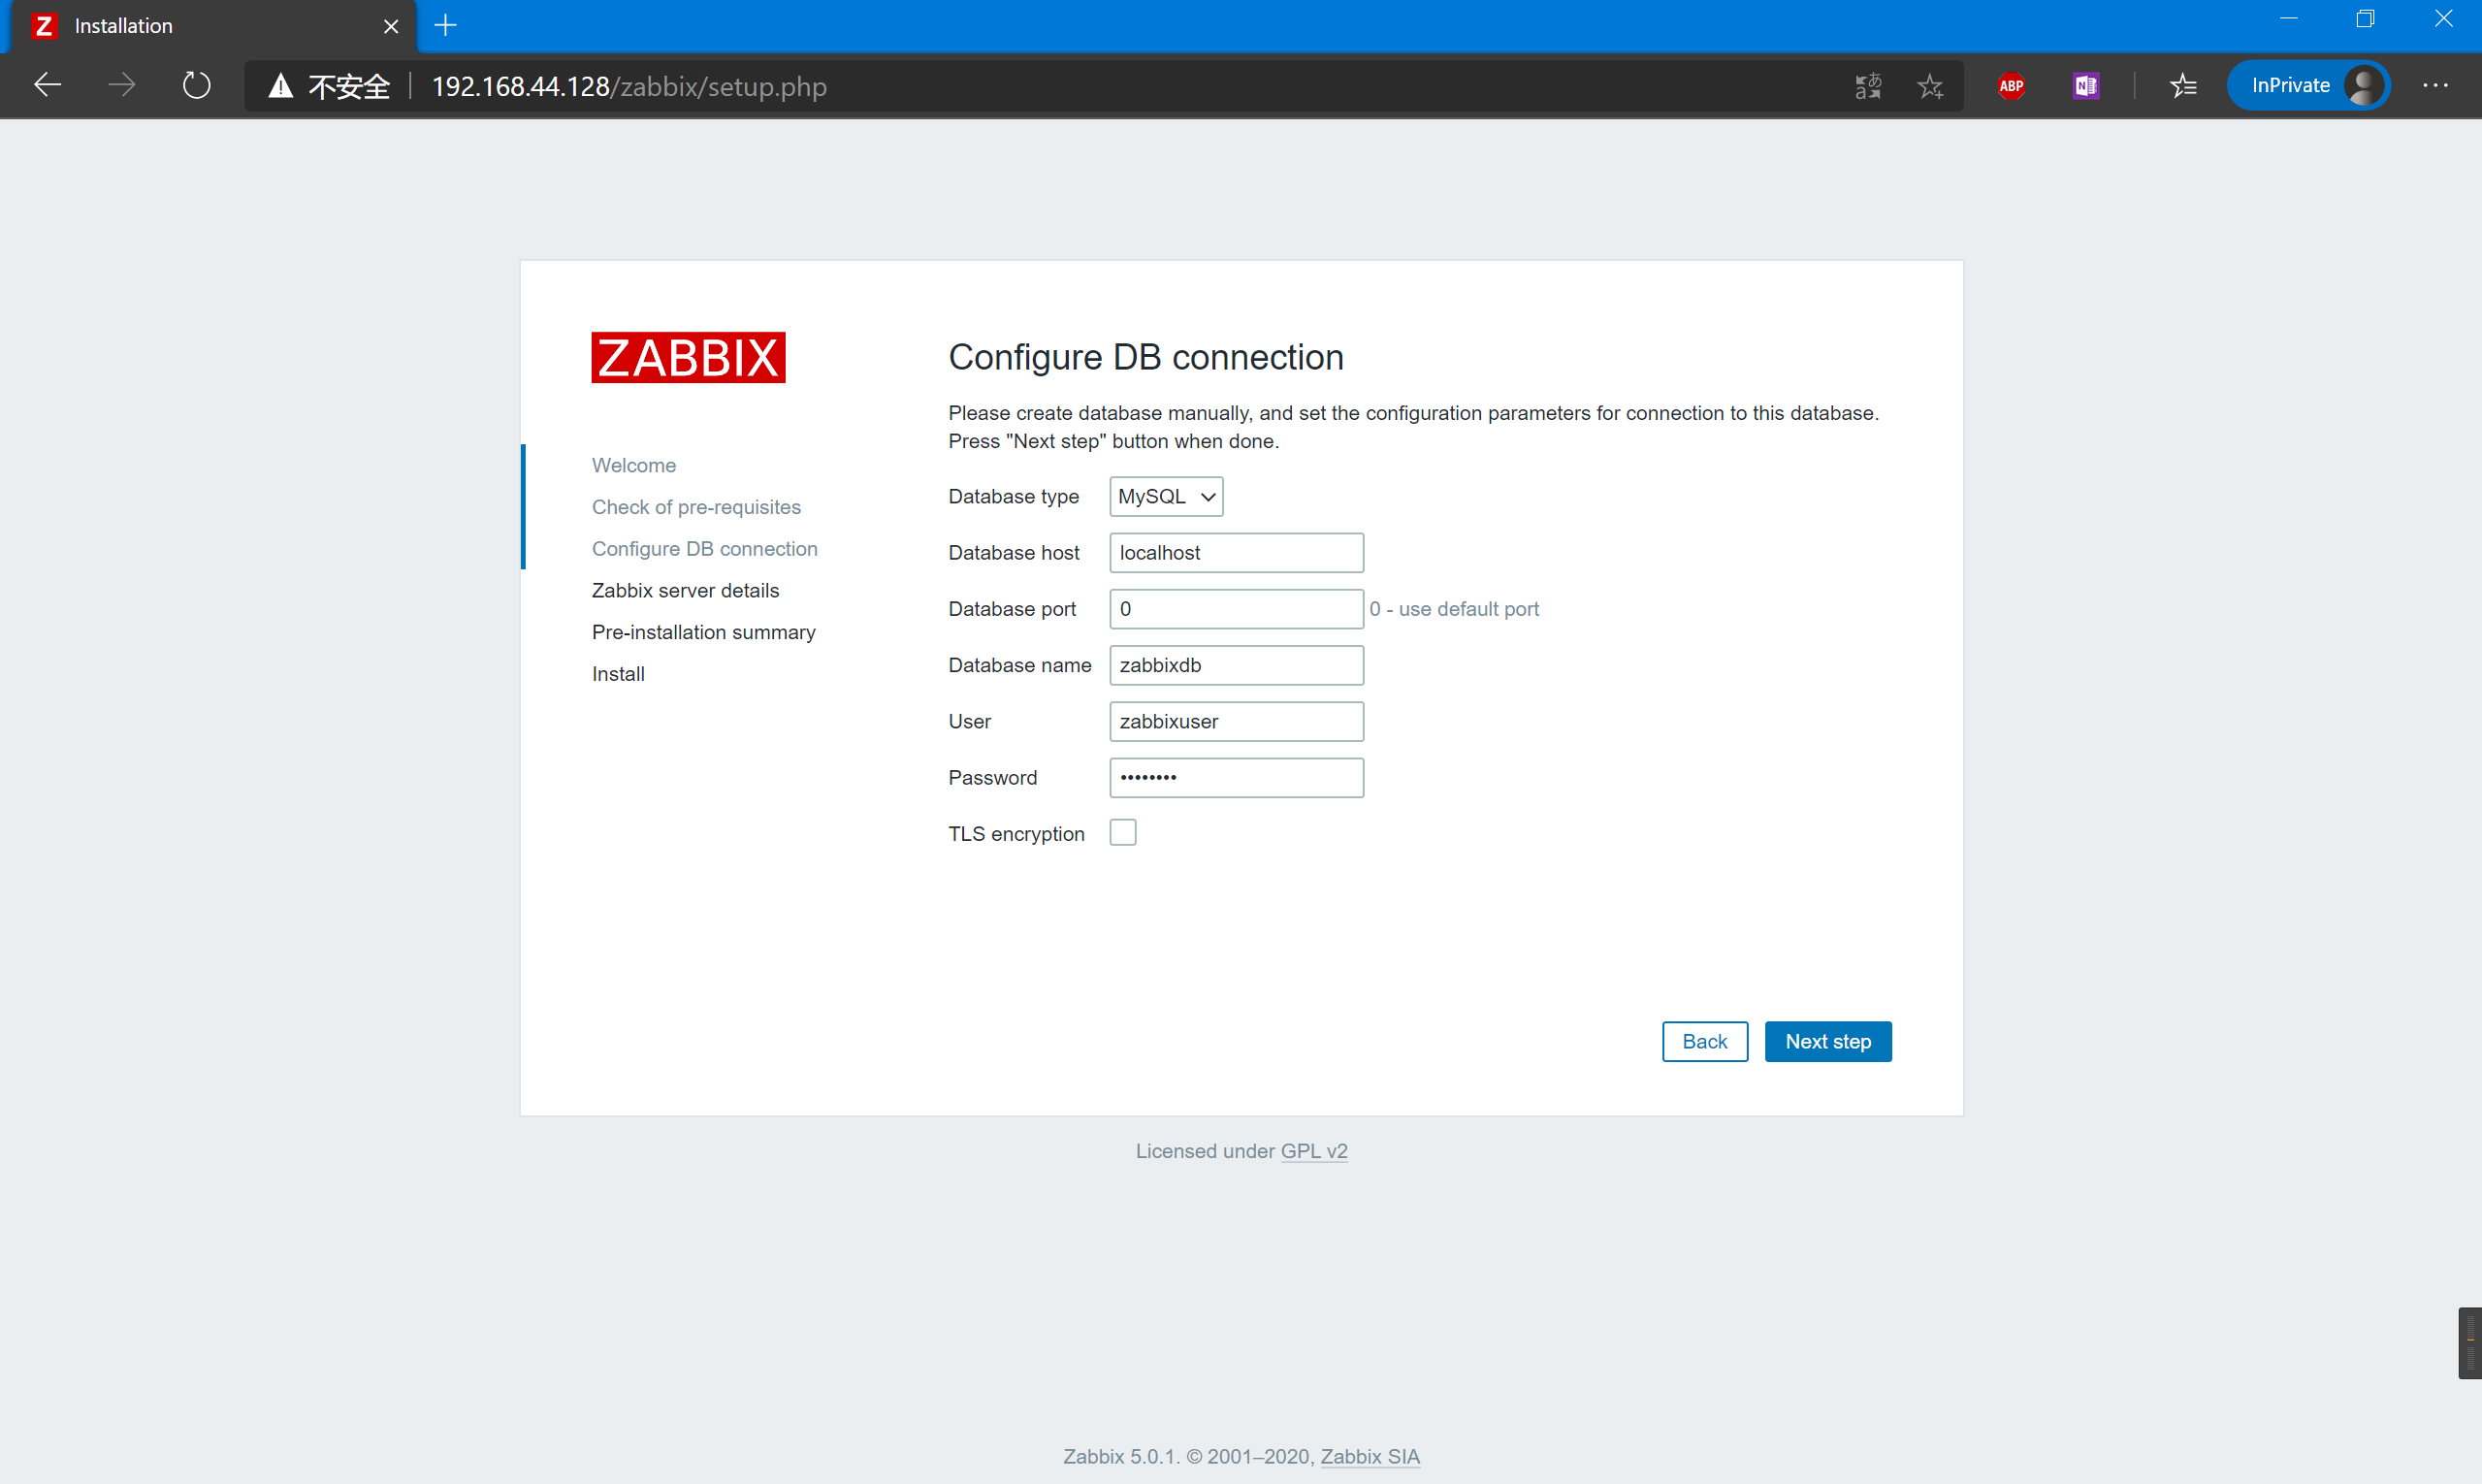 Z Installation
不安全 | 192.168.44.128/zabbix/setup.php
aあ ABP N InPrivate
ZABBIX
Welcome
Check of pre-requisites
Configure DB connection
Zabbix server details
Pre-installation summary
Install
Configure DB connection
Please create database manually, and set the configuration parameters for connection to this database.
Press "Next step" button when done.
Database type MySQL
Database host localhost
Database port 0 0 - use default port
Database name zabbixdb
User zabbixuser
Password ••••••••
TLS encryption
Back Next step
Licensed under GPL v2
Zabbix 5.0.1. © 2001–2020, Zabbix SIA